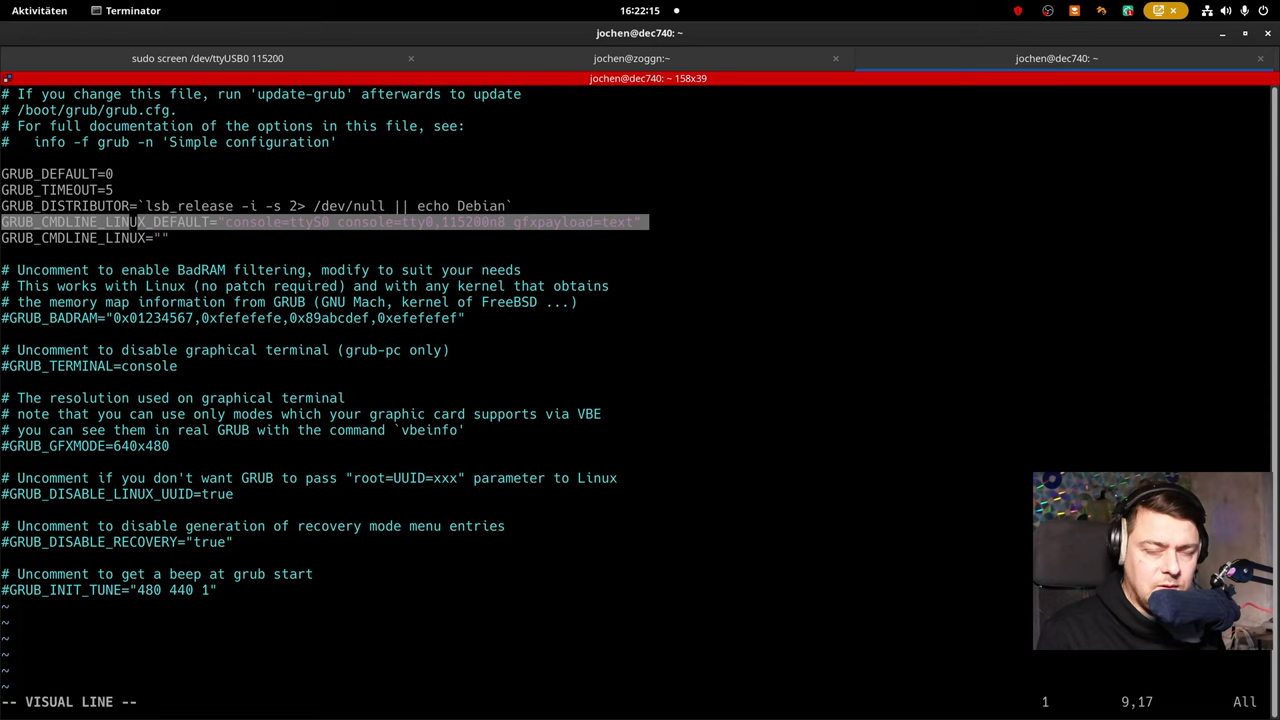 Aktivitäten
Terminator
16:22:15
jochen@dec740: ~
sudo screen /dev/ttyUSB0 115200
jochen@zoggn:~
jochen@dec740: ~
jochen@dec740: ~ 158x39
# If you change this file, run 'update-grub' afterwards to update
# /boot/grub/grub.cfg.
# For full documentation of the options in this file, see:
#   info -f grub -n 'Simple configuration'
GRUB_DEFAULT=0
GRUB_TIMEOUT=5
GRUB_DISTRIBUTOR=`lsb_release -i -s 2> /dev/null || echo Debian`
GRUB_CMDLINE_LINUX_DEFAULT="console=ttyS0 console=tty0,115200n8 gfxpayload=text"
GRUB_CMDLINE_LINUX=""
# Uncomment to enable BadRAM filtering, modify to suit your needs
# This works with Linux (no patch required) and with any kernel that obtains
# the memory map information from GRUB (GNU Mach, kernel of FreeBSD ...)
#GRUB_BADRAM="0x01234567,0xfefefefe,0x89abcdef,0xefefefef"
# Uncomment to disable graphical terminal (grub-pc only)
#GRUB_TERMINAL=console
# The resolution used on graphical terminal
# note that you can use only modes which your graphic card supports via VBE
# you can see them in real GRUB with the command `vbeinfo'
#GRUB_GFXMODE=640x480
# Uncomment if you don't want GRUB to pass "root=UUID=xxx" parameter to Linux
#GRUB_DISABLE_LINUX_UUID=true
# Uncomment to disable generation of recovery mode menu entries
#GRUB_DISABLE_RECOVERY="true"
# Uncomment to get a beep at grub start
#GRUB_INIT_TUNE="480 440 1"
~
~
~
~
~
~
-- VISUAL LINE -- 1 9,17 All